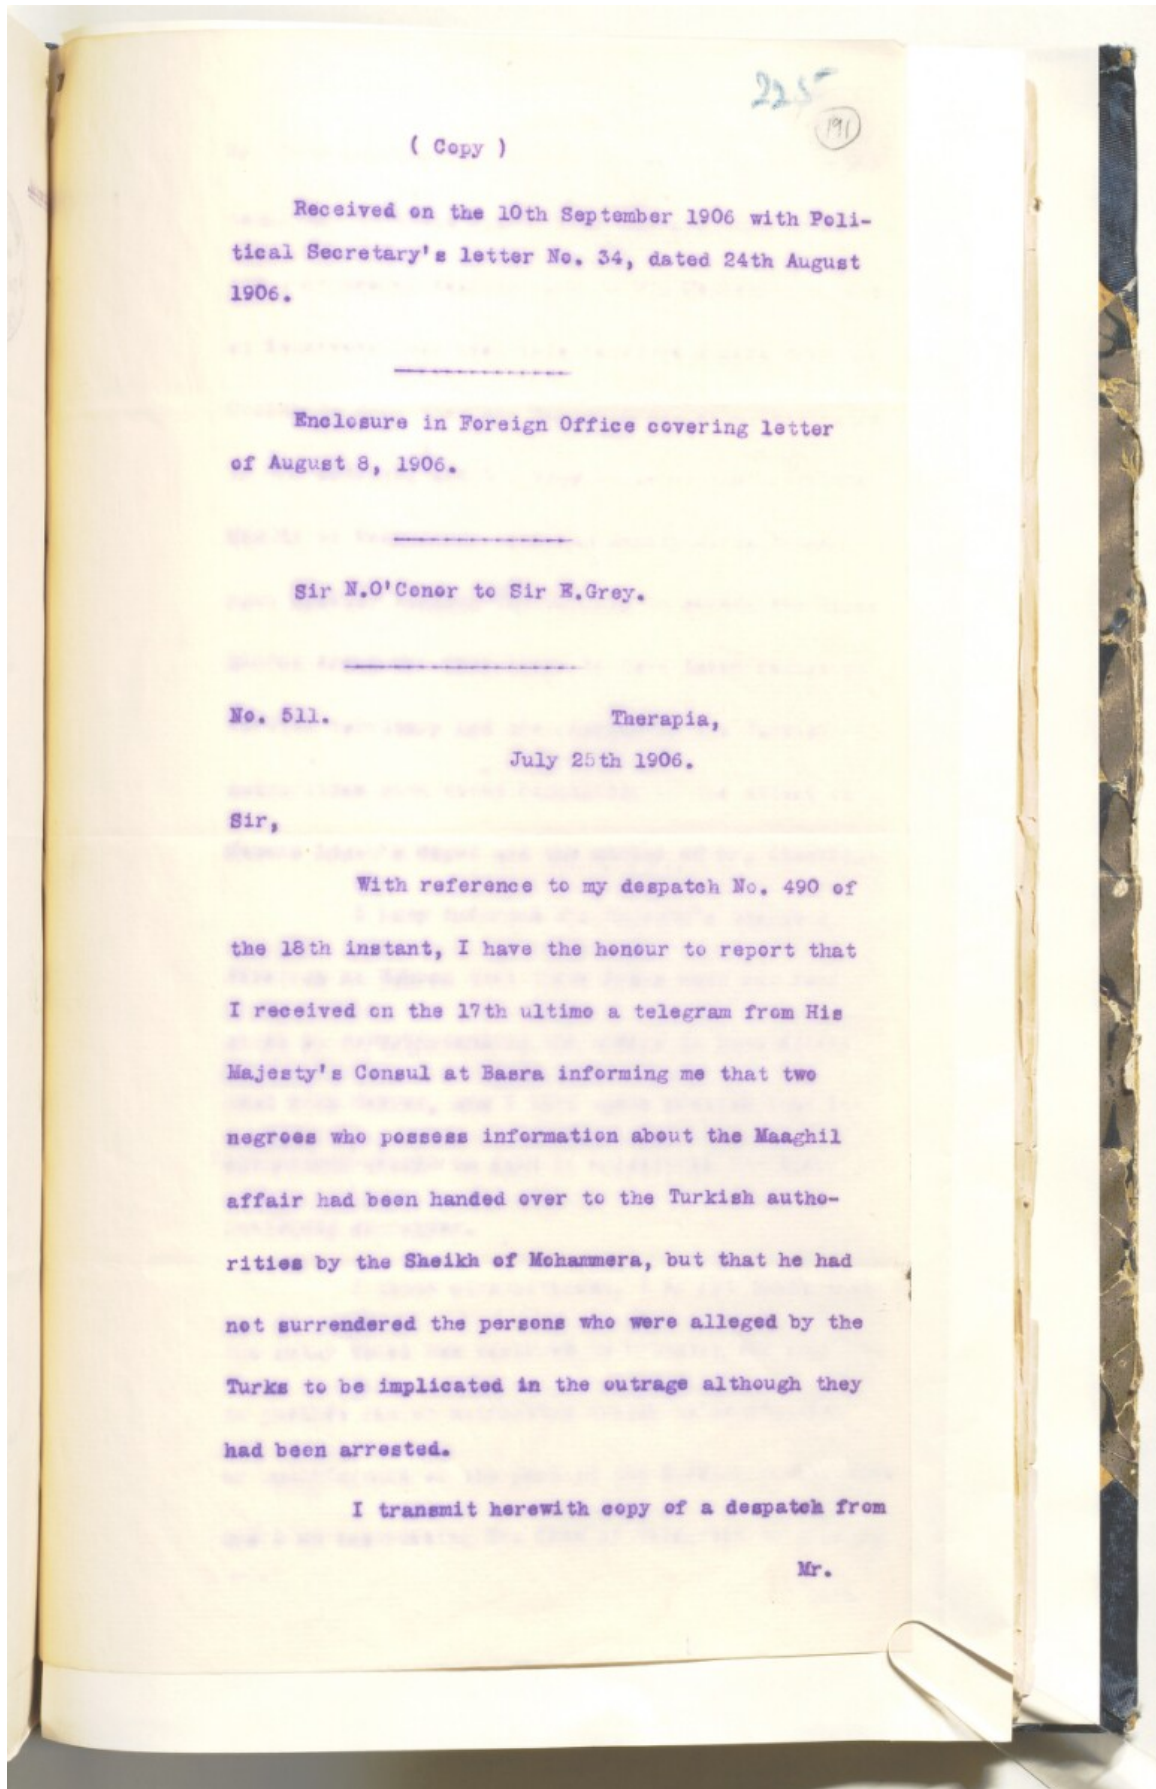 225
191
( Copy )
Received on the 10th September 1906 with Poli-
tical Secretary's letter No. 34, dated 24th August
1906.
Enclosure in Foreign Office covering letter
of August 8, 1906.
Sir N.O'Conor to Sir E.Grey.
No. 511. Therapia,
July 25th 1906.
Sir,
With reference to my despatch No. 490 of
the 18th instant, I have the honour to report that
I received on the 17th ultimo a telegram from His
Majesty's Consul at Basra informing me that two
negroes who possess information about the Maaghil
affair had been handed over to the Turkish autho-
rities by the Sheikh of Mohammera, but that he had
not surrendered the persons who were alleged by the
Turks to be implicated in the outrage although they
had been arrested.
I transmit herewith copy of a despatch from
Mr.